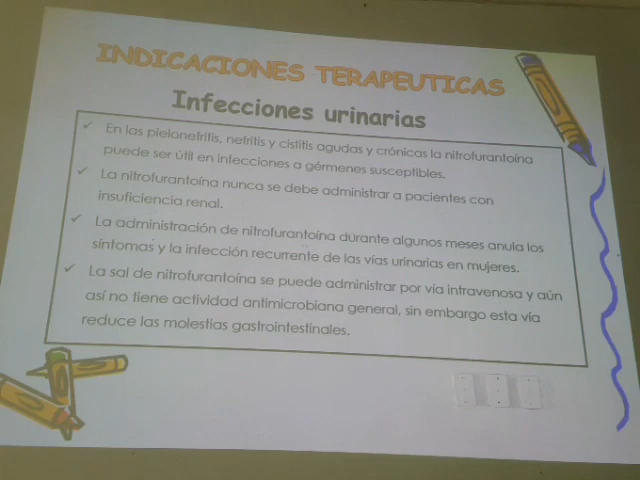 INDICACIONES TERAPEUTICAS
Infecciones urinarias
✓ En las pielonefritis, nefritis y cistitis agudas y crónicas la nitrofurantoína
puede ser útil en infecciones a gérmenes susceptibles.
✓ La nitrofurantoína nunca se debe administrar a pacientes con
insuficiencia renal.
✓ La administración de nitrofurantoína durante algunos meses anula los
síntomas y la infección recurrente de las vías urinarias en mujeres.
✓ La sal de nitrofurantoína se puede administrar por vía intravenosa y aún
así no tiene actividad antimicrobiana general, sin embargo esta vía
reduce las molestias gastrointestinales.